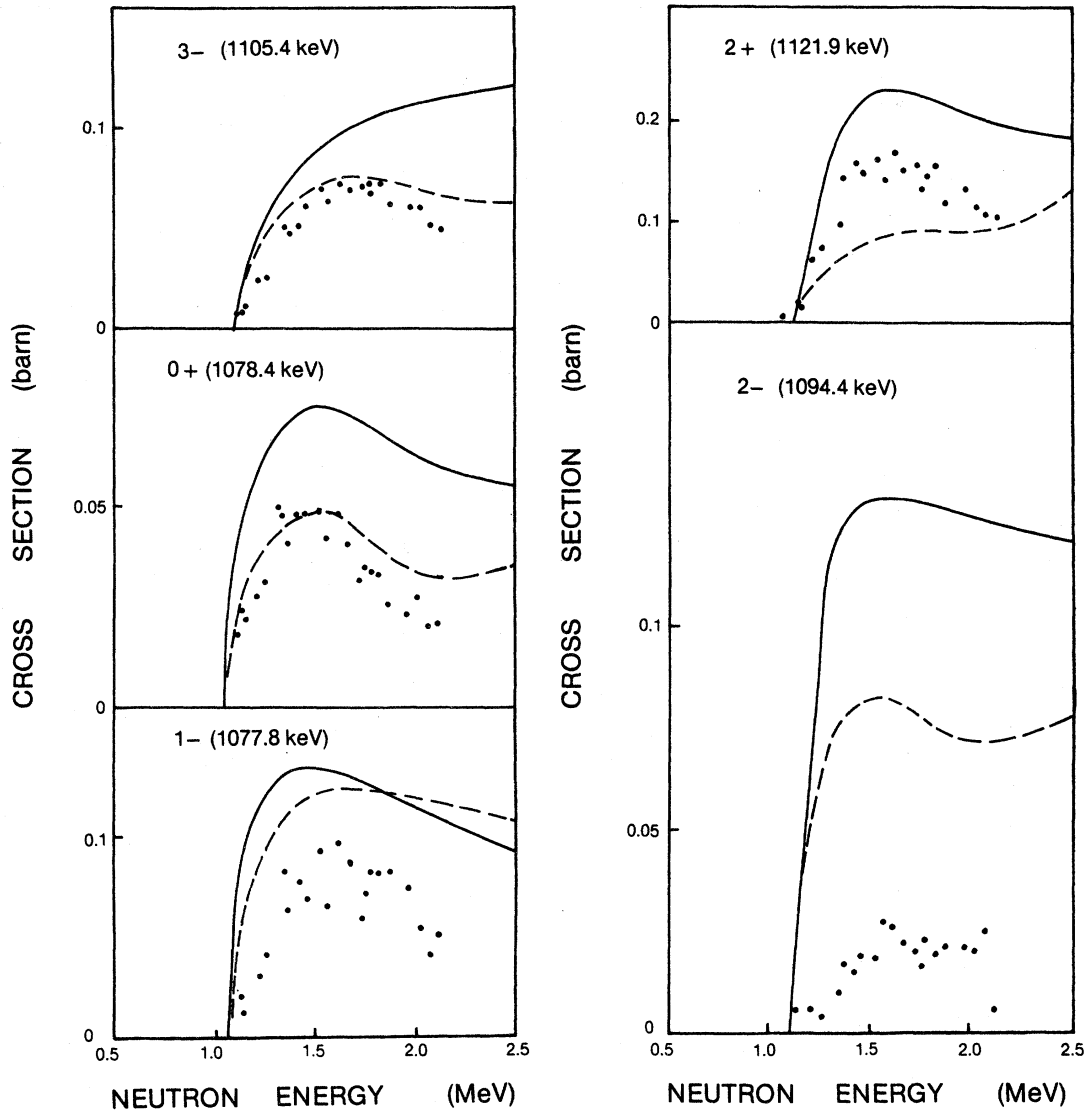 3– (1105.4 keV)
0.1
0
0+ (1078.4 keV)
0.05
0
1– (1077.8 keV)
0.1
0
0.5 1.0 1.5 2.0 2.5
NEUTRON ENERGY (MeV)
CROSS SECTION (barn)
2+ (1121.9 keV)
0.2
0.1
0
2– (1094.4 keV)
0.1
0.05
0
0.5 1.0 1.5 2.0 2.5
NEUTRON ENERGY (MeV)
CROSS SECTION (barn)